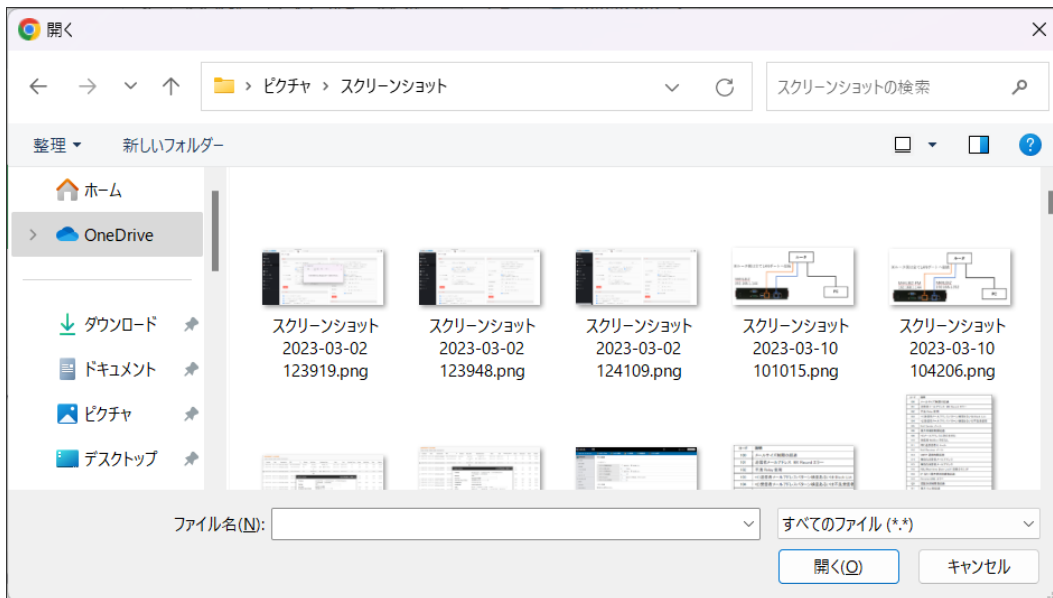 開く
ピクチャ > スクリーンショット
スクリーンショットの検索
整理
新しいフォルダー
ホーム
OneDrive
ダウンロード
ドキュメント
ピクチャ
デスクトップ
スクリーンショット
2023-03-02
123919.png
スクリーンショット
2023-03-02
123948.png
スクリーンショット
2023-03-02
124109.png
スクリーンショット
2023-03-10
101015.png
スクリーンショット
2023-03-10
104206.png
ファイル名(N):
すべてのファイル (*.*)
開く(O)
キャンセル